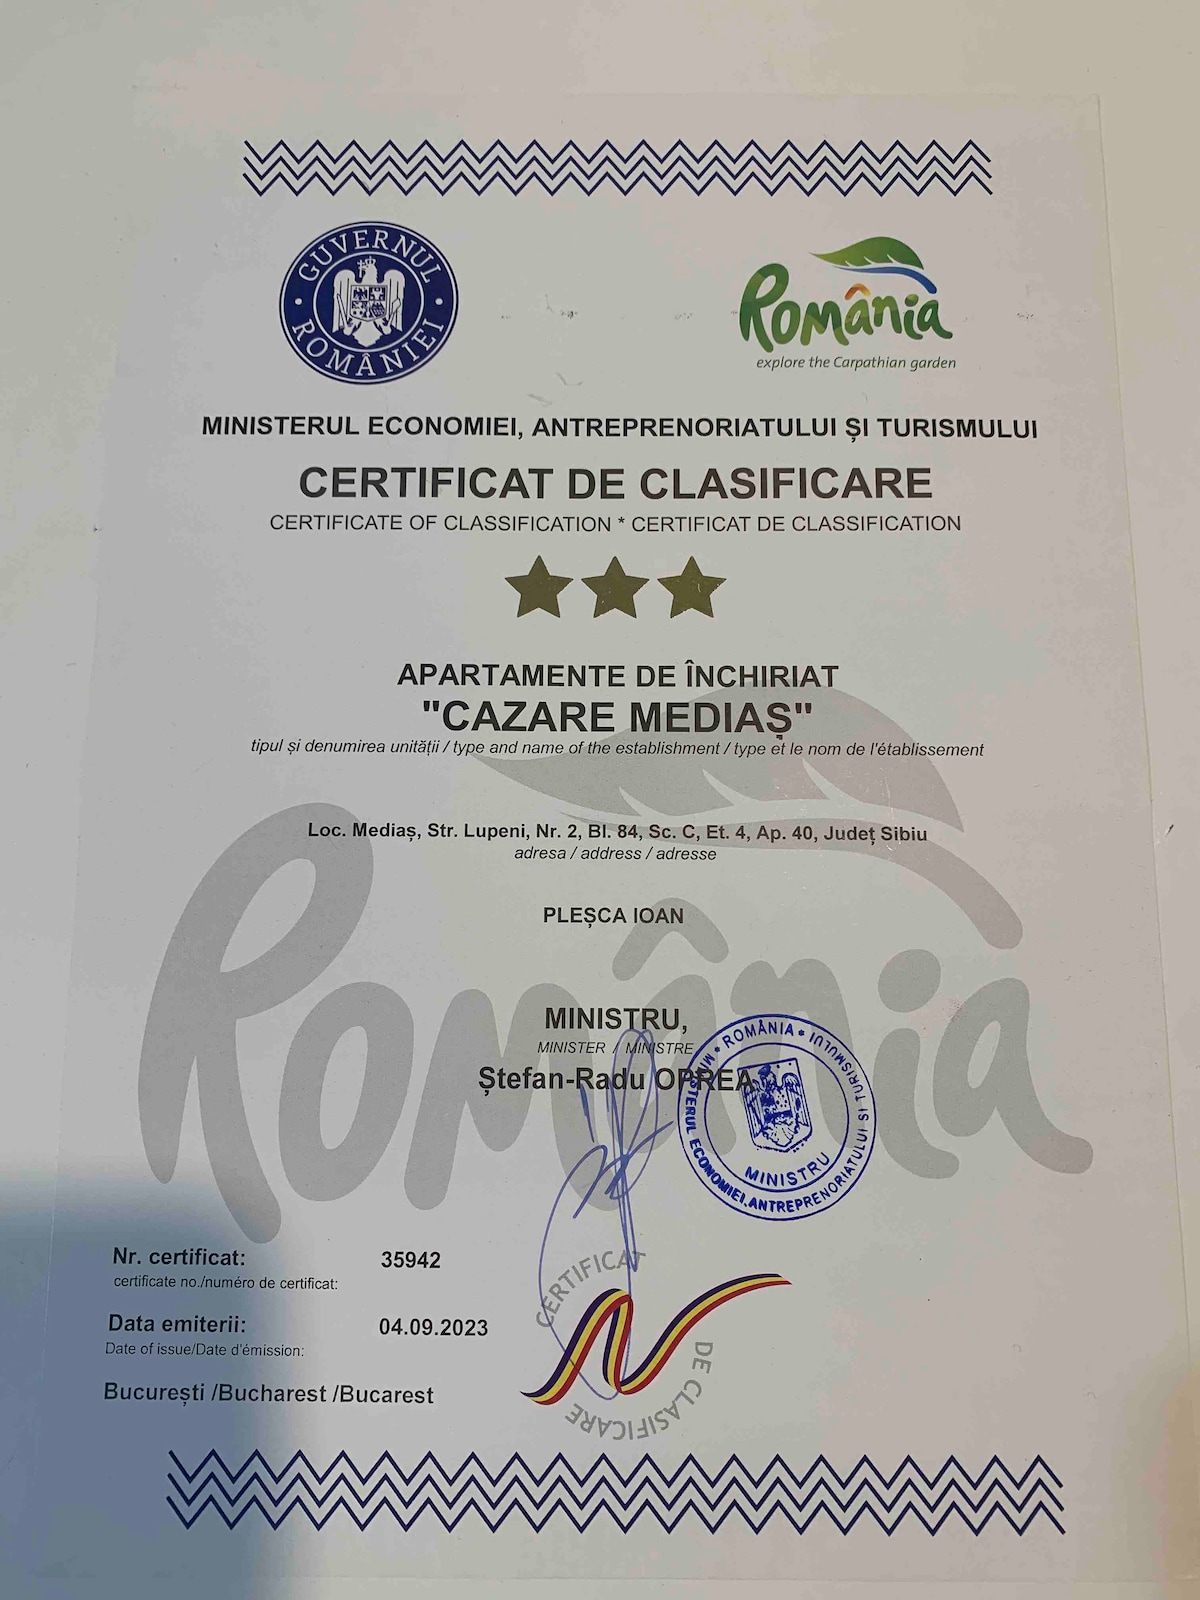 GUVERNUL ROMÂNIEI
România
explore the Carpathian garden
MINISTERUL ECONOMIEI, ANTREPRENORIATULUI ȘI TURISMULUI
CERTIFICAT DE CLASIFICARE
CERTIFICATE OF CLASSIFICATION * CERTIFICAT DE CLASSIFICATION
APARTAMENTE DE ÎNCHIRIAT
"CAZARE MEDIAȘ"
tipul și denumirea unității / type and name of the establishment / type et le nom de l'établissement
Loc. Mediaș, Str. Lupeni, Nr. 2, Bl. 84, Sc. C, Et. 4, Ap. 40, Județ Sibiu
adresa / address / adresse
PLEȘCA IOAN
România
MINISTRU,
MINISTER / MINISTRE
Ștefan-Radu OPREA
* ROMÂNIA *
MINISTERUL ECONOMIEI, ANTREPRENORIATULUI ȘI TURISMULUI
MINISTRU
Nr. certificat: 35942
certificate no./numéro de certificat:
Data emiterii: 04.09.2023
Date of issue/Date d'émission:
București /Bucharest /Bucarest
CERTIFICAT DE CLASIFICARE